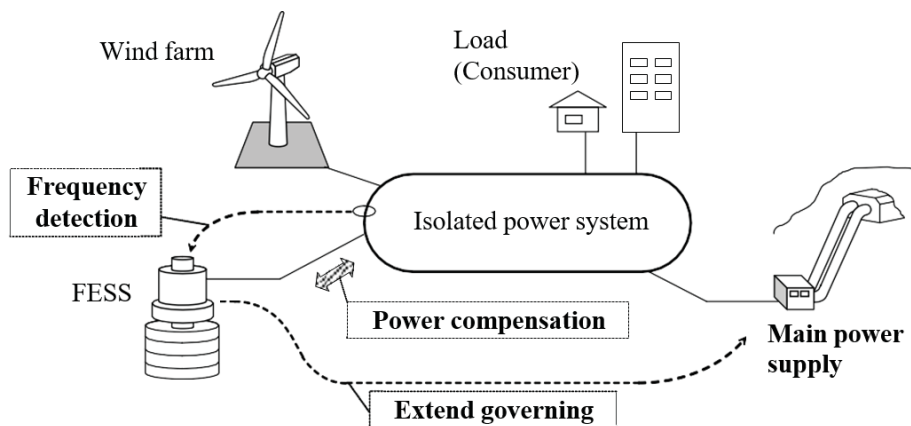 Wind farm
Load
(Consumer)
Frequency
detection
Isolated power system
FESS
Power compensation
Main power
supply
Extend governing